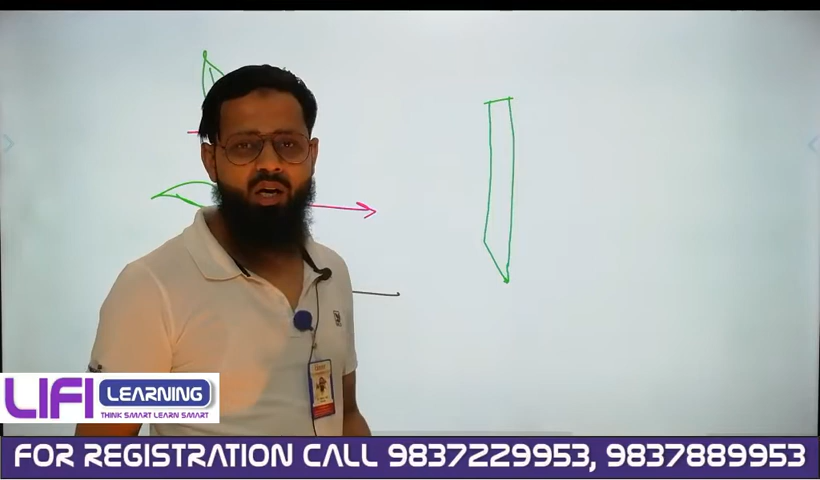 LIFI LEARNING
THINK SMART LEARN SMART
FOR REGISTRATION CALL 9837229953, 9837889953